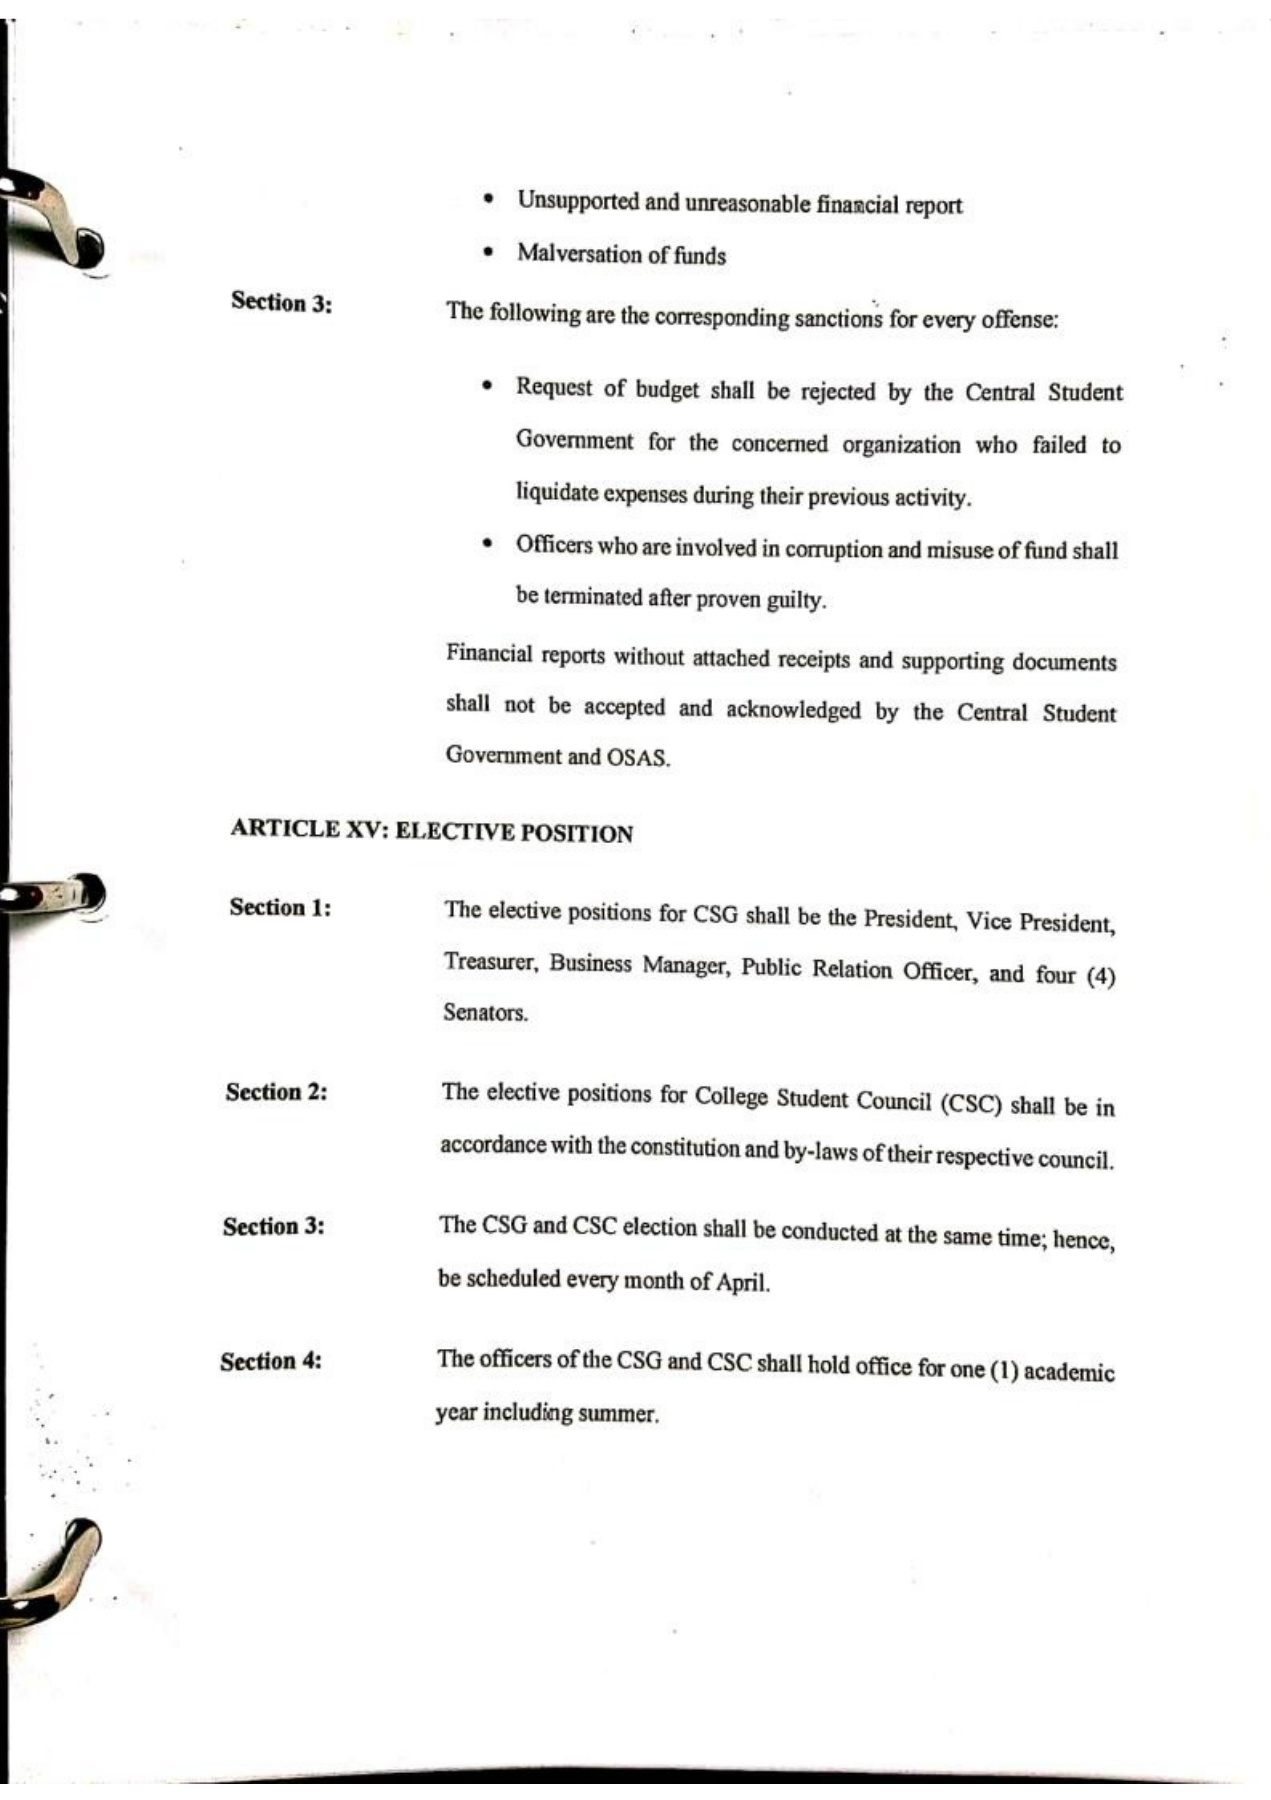 • Unsupported and unreasonable financial report
• Malversation of funds
Section 3: The following are the corresponding sanctions for every offense:
• Request of budget shall be rejected by the Central Student
Government for the concerned organization who failed to
liquidate expenses during their previous activity.
• Officers who are involved in corruption and misuse of fund shall
be terminated after proven guilty.
Financial reports without attached receipts and supporting documents
shall not be accepted and acknowledged by the Central Student
Government and OSAS.
ARTICLE XV: ELECTIVE POSITION
Section 1: The elective positions for CSG shall be the President, Vice President,
Treasurer, Business Manager, Public Relation Officer, and four (4)
Senators.
Section 2: The elective positions for College Student Council (CSC) shall be in
accordance with the constitution and by-laws of their respective council.
Section 3: The CSG and CSC election shall be conducted at the same time; hence,
be scheduled every month of April.
Section 4: The officers of the CSG and CSC shall hold office for one (1) academic
year including summer.